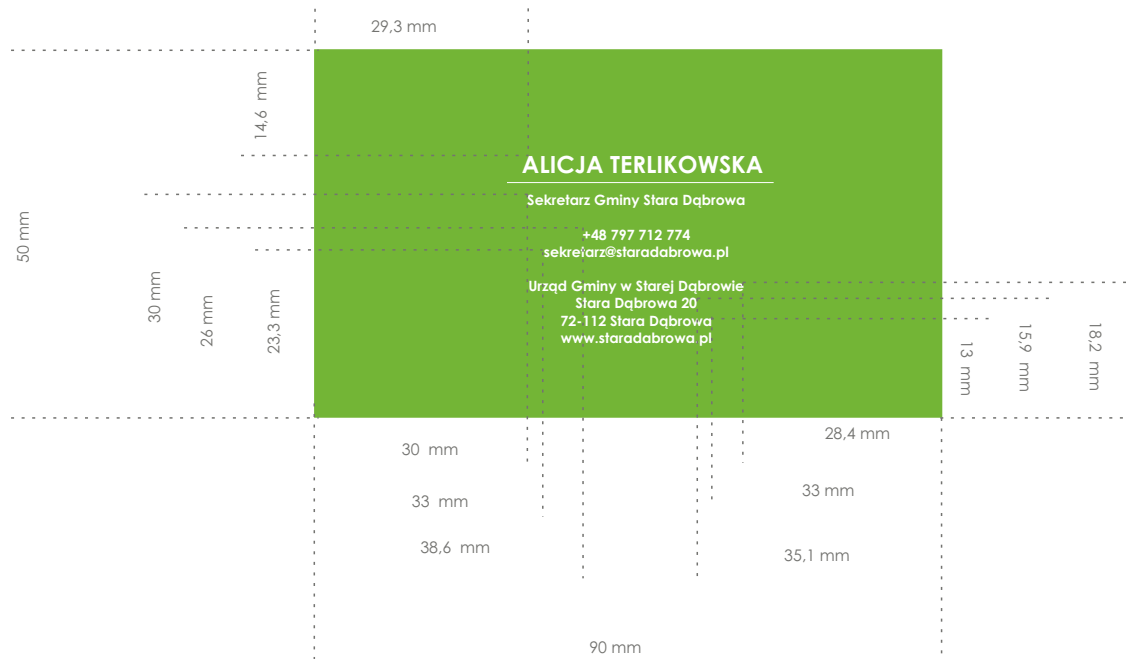 29,3 mm
14,6 mm
ALICJA TERLIKOWSKA
Sekretarz Gminy Stara Dąbrowa
+48 797 712 774
sekretarz@staradabrowa.pl
Urząd Gminy w Starej Dąbrowie
Stara Dąbrowa 20
72-112 Stara Dąbrowa
www.staradabrowa.pl
50 mm
30 mm
26 mm
23,3 mm
13 mm
15,9 mm
18,2 mm
28,4 mm
30 mm
33 mm
33 mm
38,6 mm
35,1 mm
90 mm